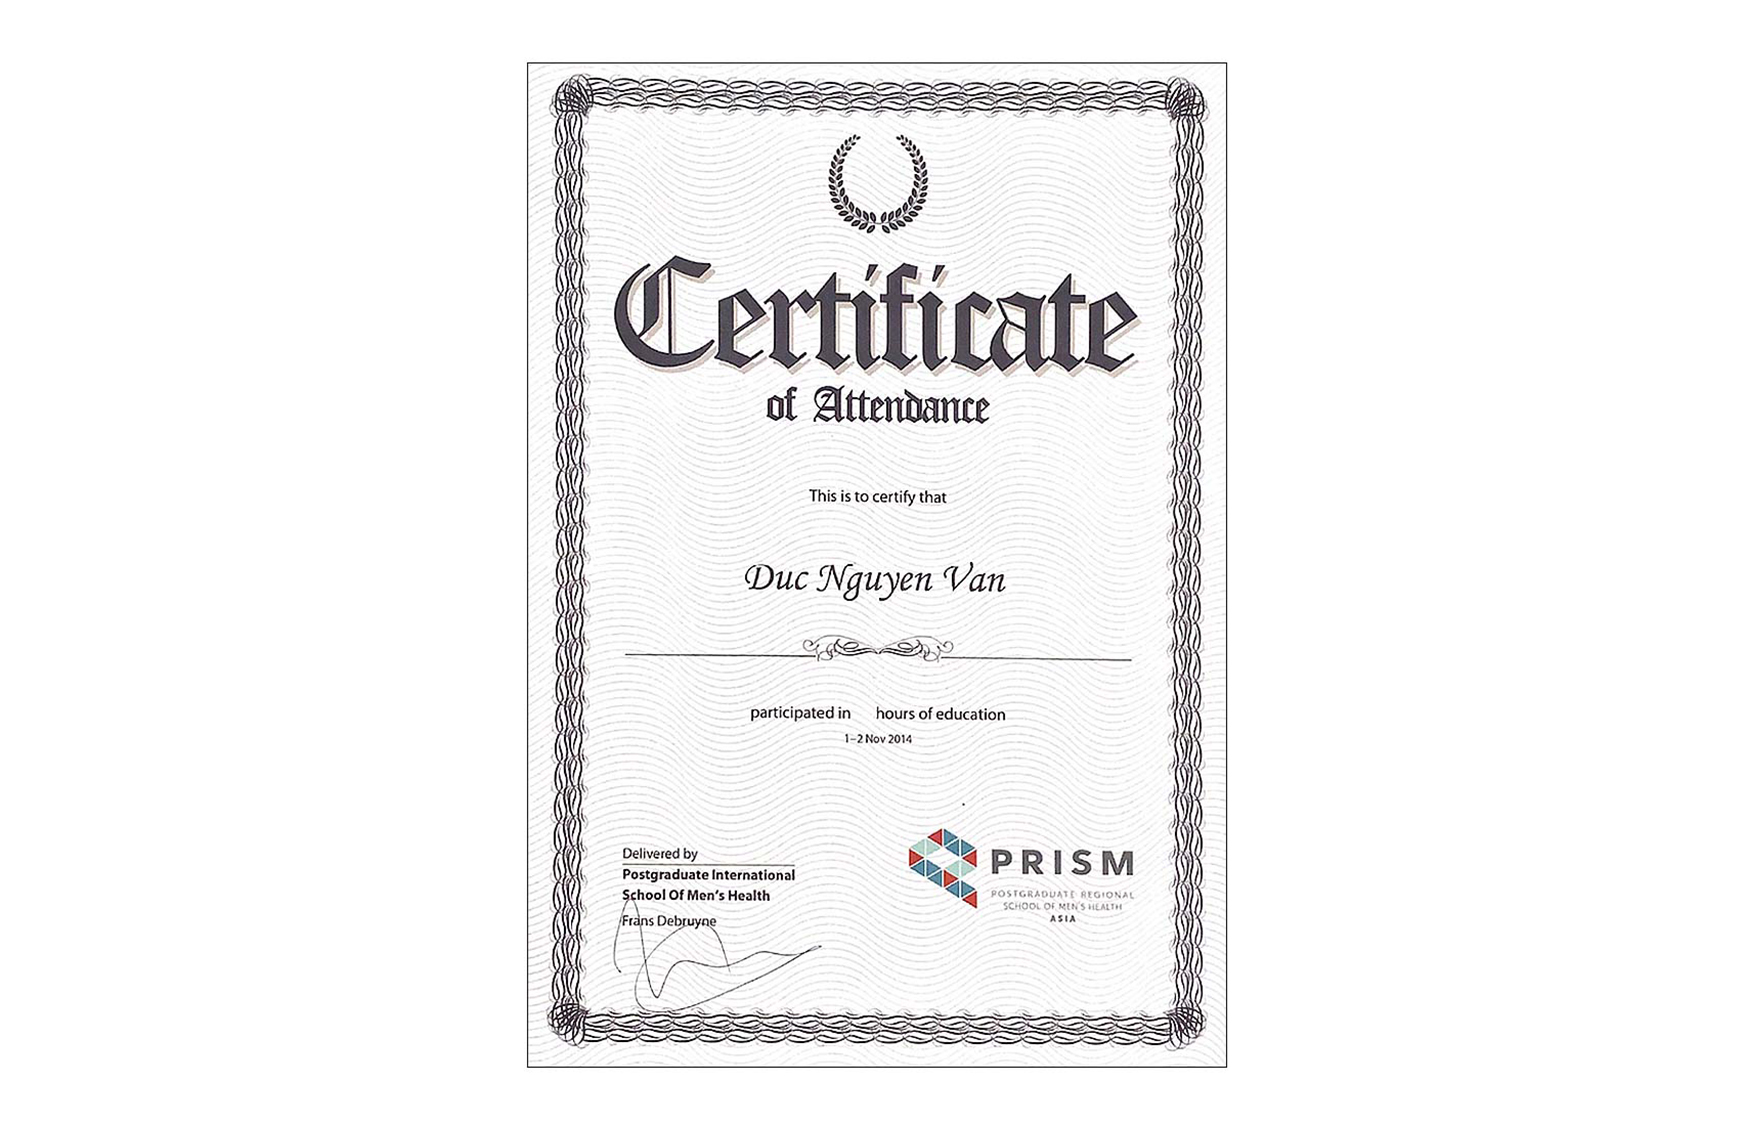 Certificate
of Attendance
This is to certify that
Duc Nguyen Van
participated in hours of education
1–2 Nov 2014
Delivered by
Postgraduate International
School Of Men's Health
Frans Debruyne
PRISM
POSTGRADUATE REGIONAL
SCHOOL OF MEN'S HEALTH
ASIA